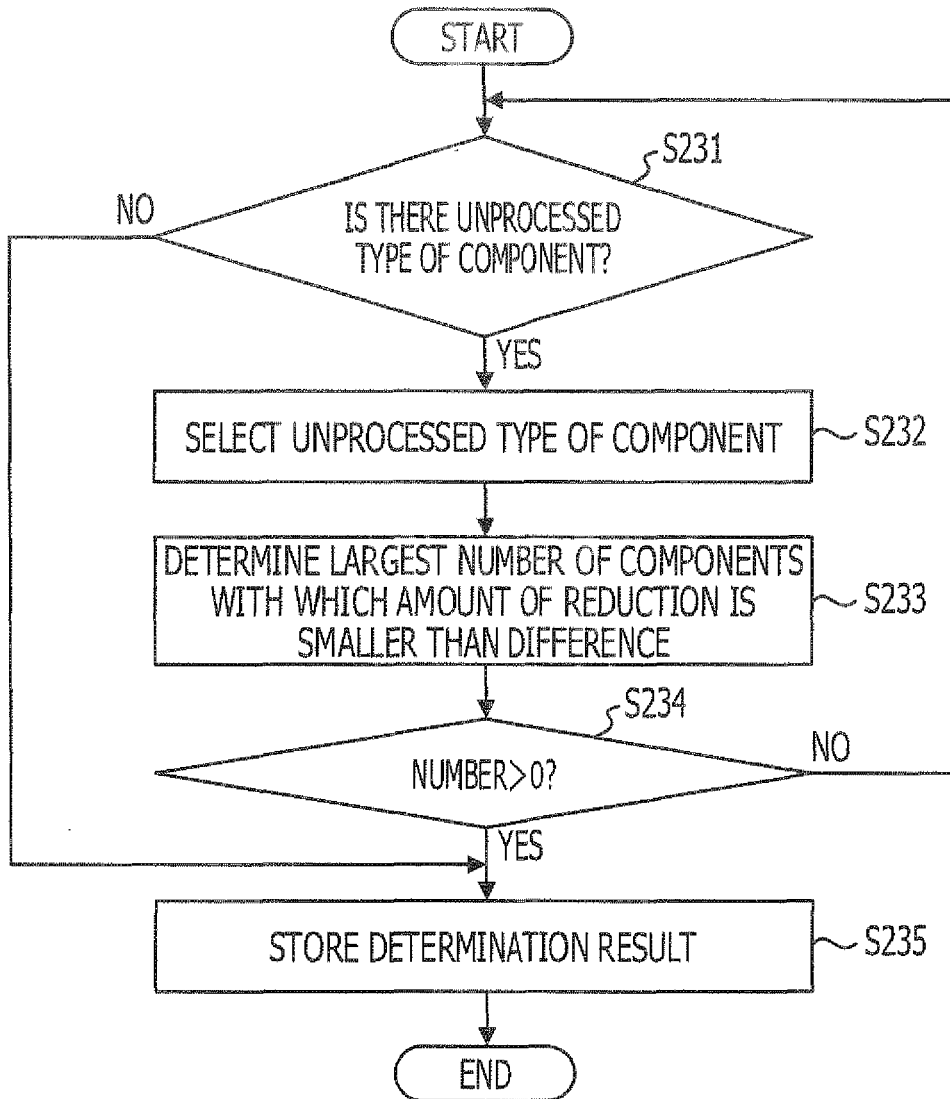 START
S231
NO
IS THERE UNPROCESSED
TYPE OF COMPONENT?
YES
SELECT UNPROCESSED TYPE OF COMPONENT
S232
DETERMINE LARGEST NUMBER OF COMPONENTS
WITH WHICH AMOUNT OF REDUCTION IS
SMALLER THAN DIFFERENCE
S233
S234
NO
NUMBER>0?
YES
STORE DETERMINATION RESULT
S235
END